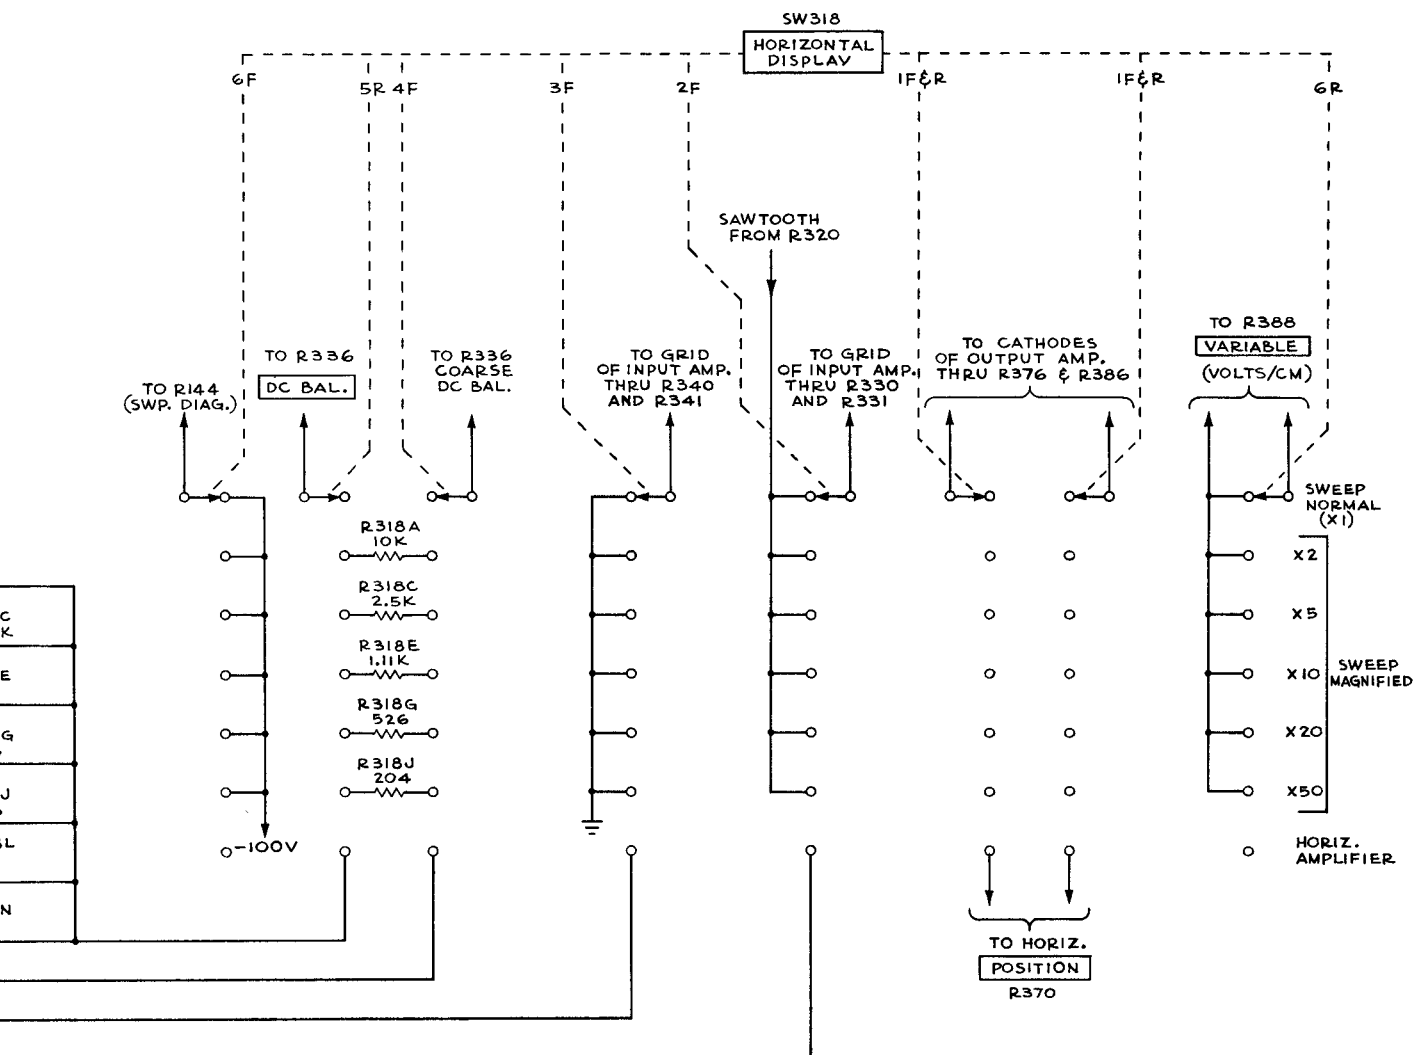 SW318
HORIZONTAL
DISPLAY
6F
5R
4F
3F
2F
1F&R
1F&R
6R
SAWTOOTH
FROM R320
TO R144
(SWP. DIAG.)
TO R336
DC BAL.
TO R336
COARSE
DC BAL.
TO GRID
OF INPUT AMP.
THRU R340
AND R341
TO GRID
OF INPUT AMP.
THRU R330
AND R331
TO CATHODES
OF OUTPUT AMP.
THRU R376 & R386
TO R388
VARIABLE
(VOLTS/CM)
SWEEP
NORMAL
(X1)
R318A
10K
X2
R318C
2.5K
X5
R318E
1.11K
X10
SWEEP
MAGNIFIED
R318G
526
X20
R318J
204
X50
-100V
HORIZ.
AMPLIFIER
C
K
E
G
J
L
N
TO HORIZ.
POSITION
R370